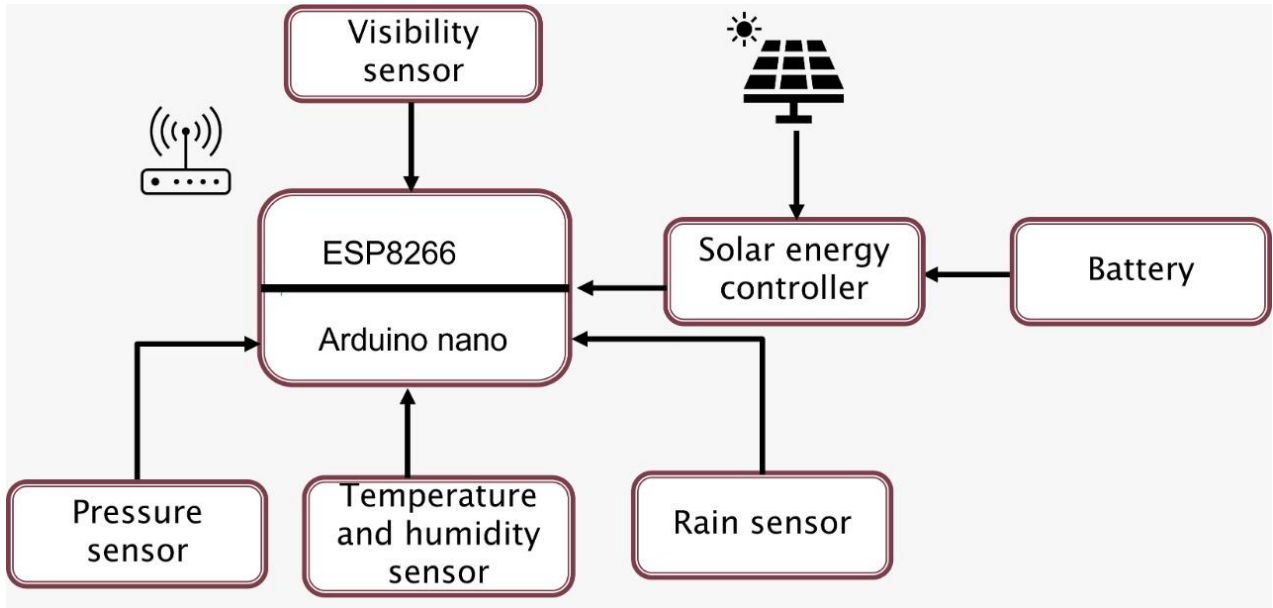 Visibility
sensor
ESP8266
Arduino nano
Solar energy
controller
Battery
Pressure
sensor
Temperature
and humidity
sensor
Rain sensor